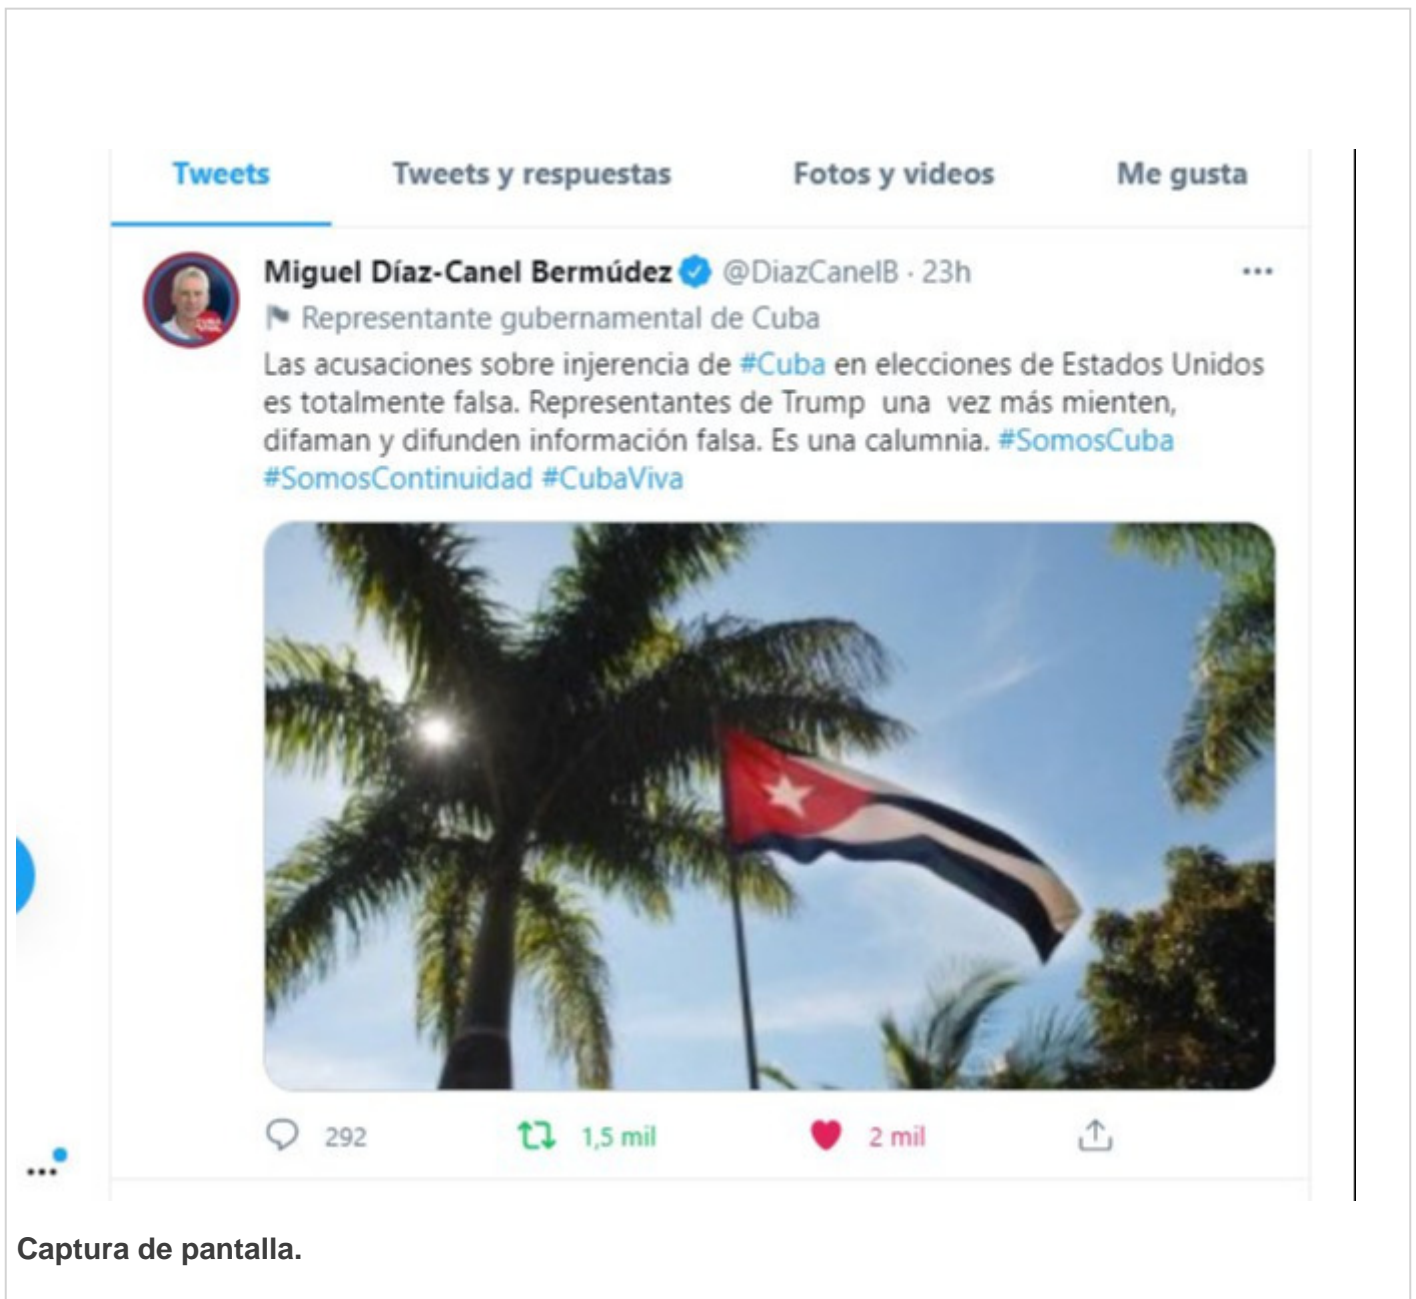 Tweets Tweets y respuestas Fotos y videos Me gusta
Miguel Díaz-Canel Bermúdez @DiazCanelB · 23h
Representante gubernamental de Cuba
Las acusaciones sobre injerencia de #Cuba en elecciones de Estados Unidos
es totalmente falsa. Representantes de Trump una vez más mienten,
difaman y difunden información falsa. Es una calumnia. #SomosCuba
#SomosContinuidad #CubaViva
292 1,5 mil 2 mil
Captura de pantalla.